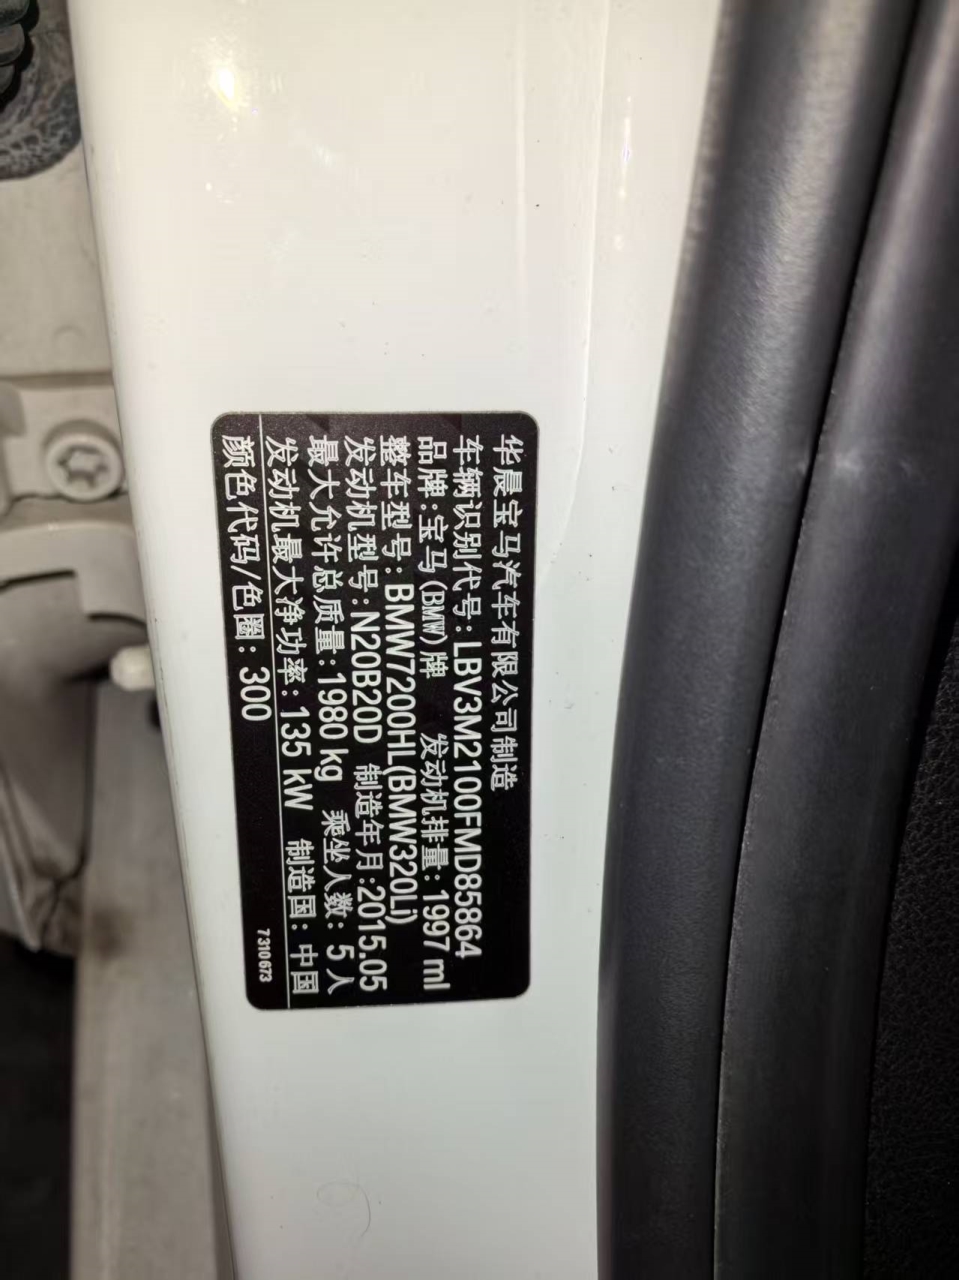 华晨宝马汽车有限公司制造
车辆识别代号:LBV3M2100FMD85864
品牌:宝马(BMW)牌 发动机排量:1997 ml
整车型号:BMW7200HL(BMW320Li)
发动机型号:N20B20D 制造年月:2015.05
最大允许总质量:1980 kg 乘坐人数:5人
发动机最大净功率:135 kW 制造国:中国
颜色代码/色圈:300
7310673